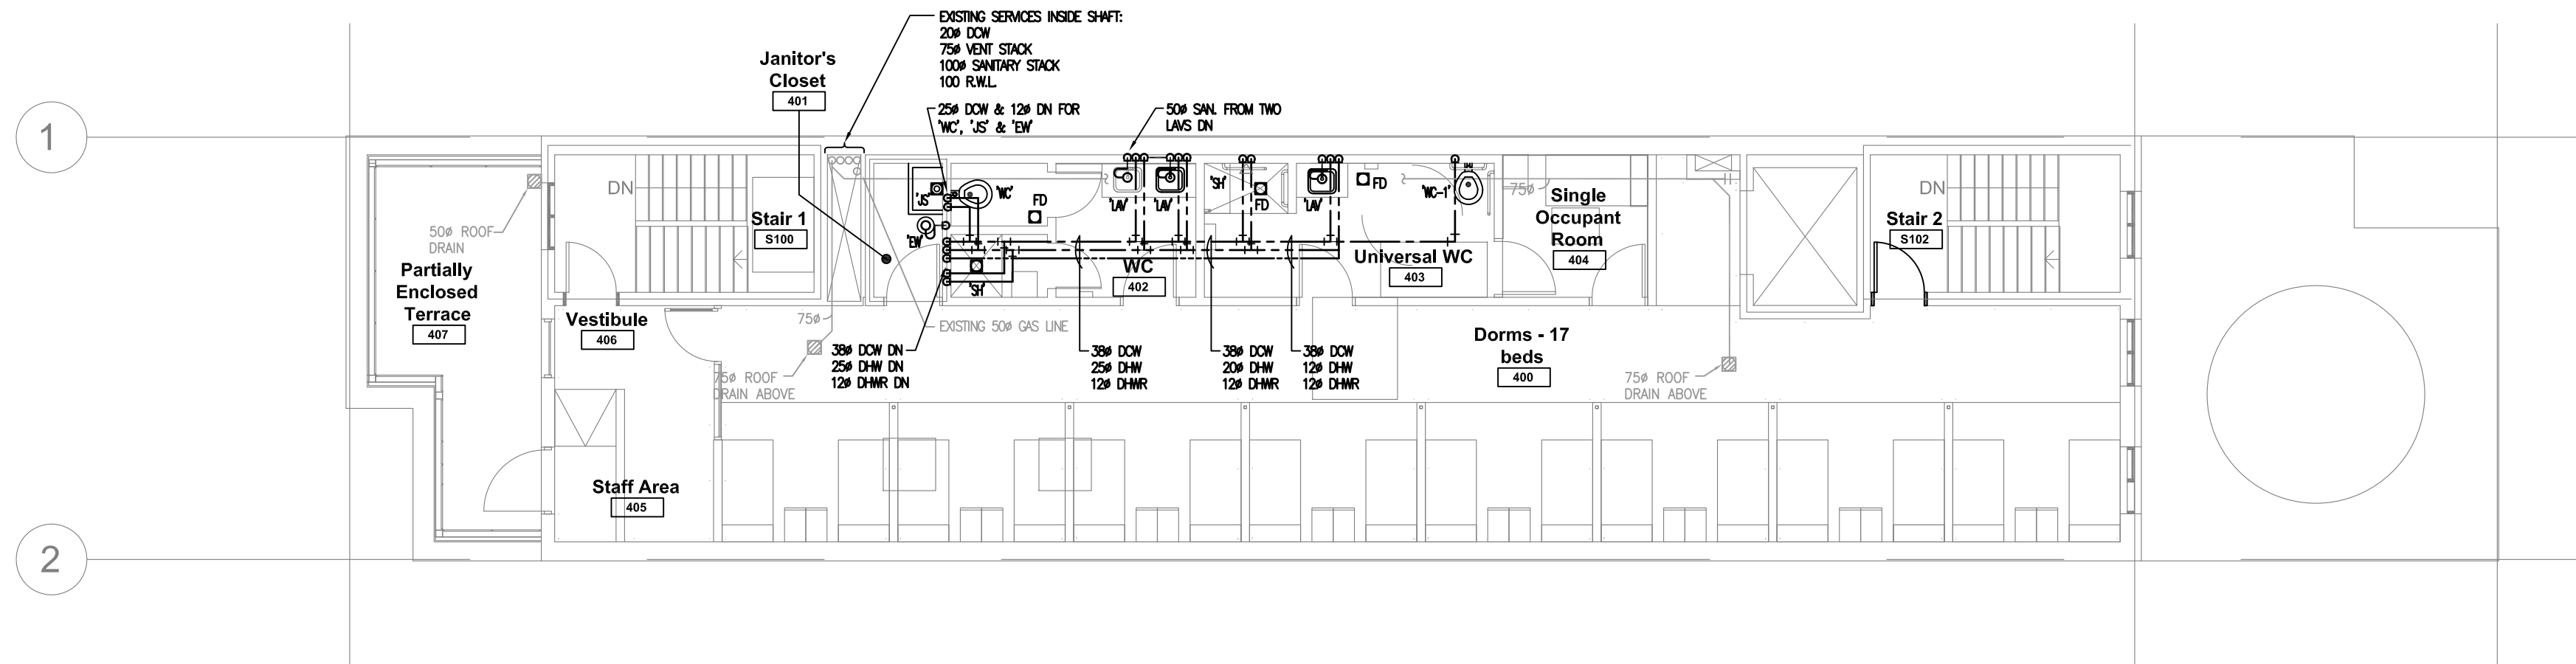 EXISTING SERVICES INSIDE SHAFT:
20ø DCW
75ø VENT STACK
100ø SANITARY STACK
100 R.W.L.
Janitor's
Closet
401
25ø DCW & 12ø DN FOR
'WC', 'JS' & 'EW'
50ø SAN. FROM TWO
LAVS DN
1
DN
Stair 1
S100
'JS'
'WC'
FD
'EW'
'SH'
'LAV'
'LAV'
'SH'
FD
'LAV'
FD
'WC-1'
75ø
Single
Occupant
Room
404
DN
Stair 2
S102
50ø ROOF
DRAIN
Partially
Enclosed
Terrace
407
WC
402
Universal WC
403
Vestibule
406
75ø
EXISTING 50ø GAS LINE
Dorms - 17
beds
400
38ø DCW DN
25ø DHW DN
12ø DHWR DN
38ø DCW
25ø DHW
12ø DHWR
38ø DCW
20ø DHW
12ø DHWR
38ø DCW
12ø DHW
12ø DHWR
75ø ROOF
DRAIN ABOVE
75ø ROOF
DRAIN ABOVE
Staff Area
405
2